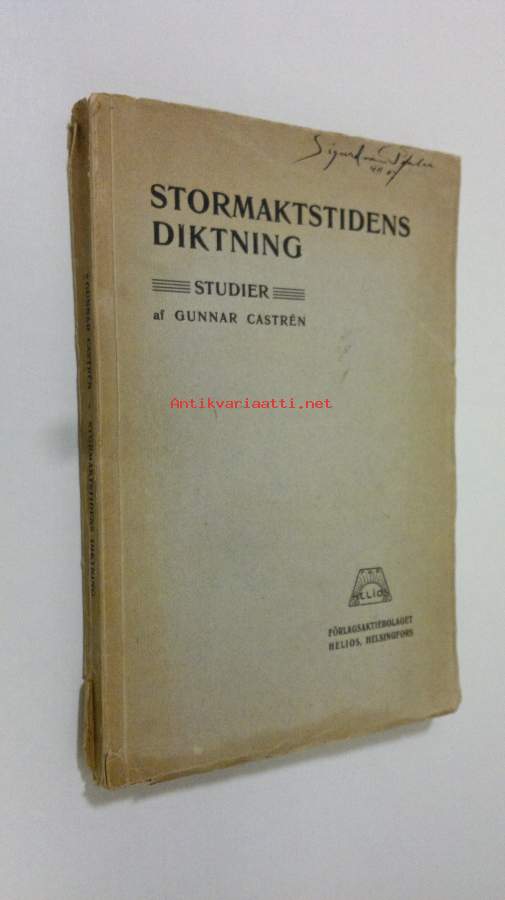 STORMAKTSTIDENS
DIKTNING
STUDIER
af GUNNAR CASTRÉN
Antikvariaatti.net
HELIOS
FÖRLAGSAKTIEBOLAGET
HELIOS, HELSINGFORS
GUNNAR CASTRÉN * STORMAKTSTIDENS DIKTNING